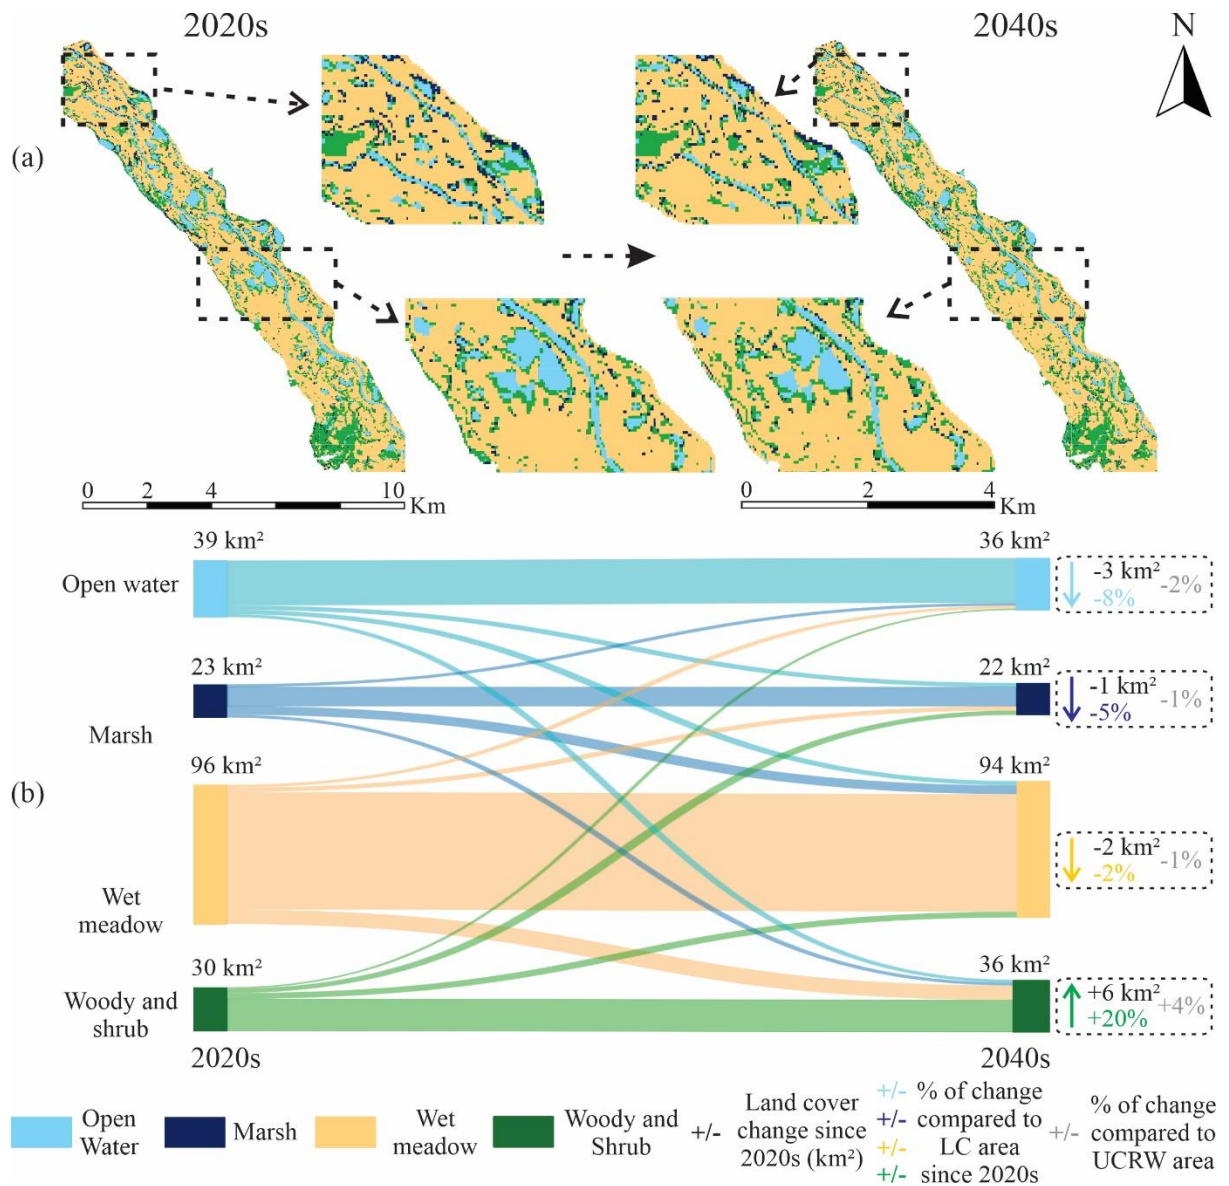 2020s
2040s
N
(a)
0 2 4 10 Km
0 2 4 Km
39 km²
36 km²
Open water
-3 km²
-8%
-2%
23 km²
22 km²
Marsh
-1 km²
-5%
-1%
96 km²
94 km²
(b)
-2 km²
-2%
-1%
Wet
meadow
30 km²
36 km²
Woody and
shrub
+6 km²
+20%
+4%
2020s
2040s
Open
Water
Marsh
Wet
meadow
Woody and
Shrub
+/-
Land cover
change since
2020s (km²)
+/- % of change
+/- compared to
+/- LC area
+/- since 2020s
+/-
% of change
compared to
UCRW area